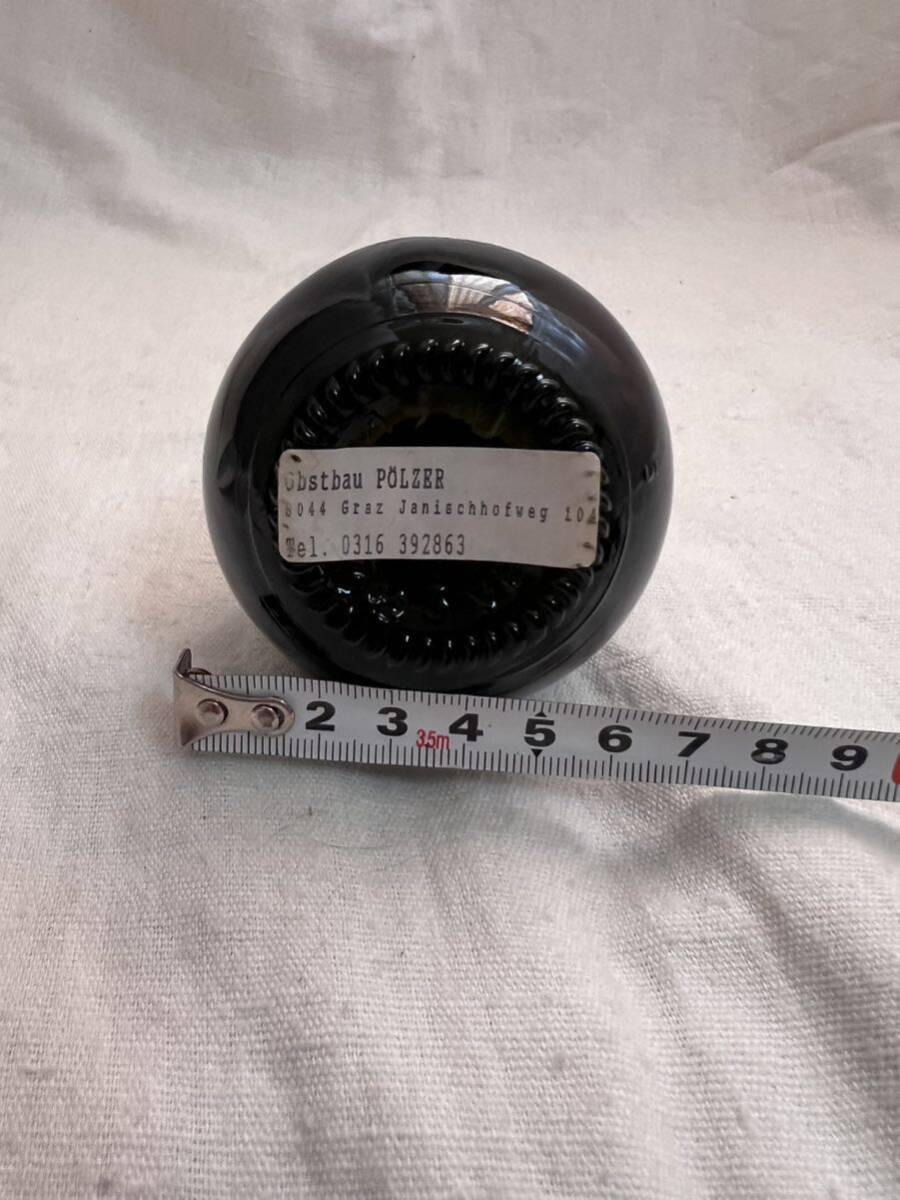 Obstbau PÖLZER
8044 Graz Janischhofweg 10A
Tel. 0316 392863
2 3 3.5m 4 5 6 7 8 9